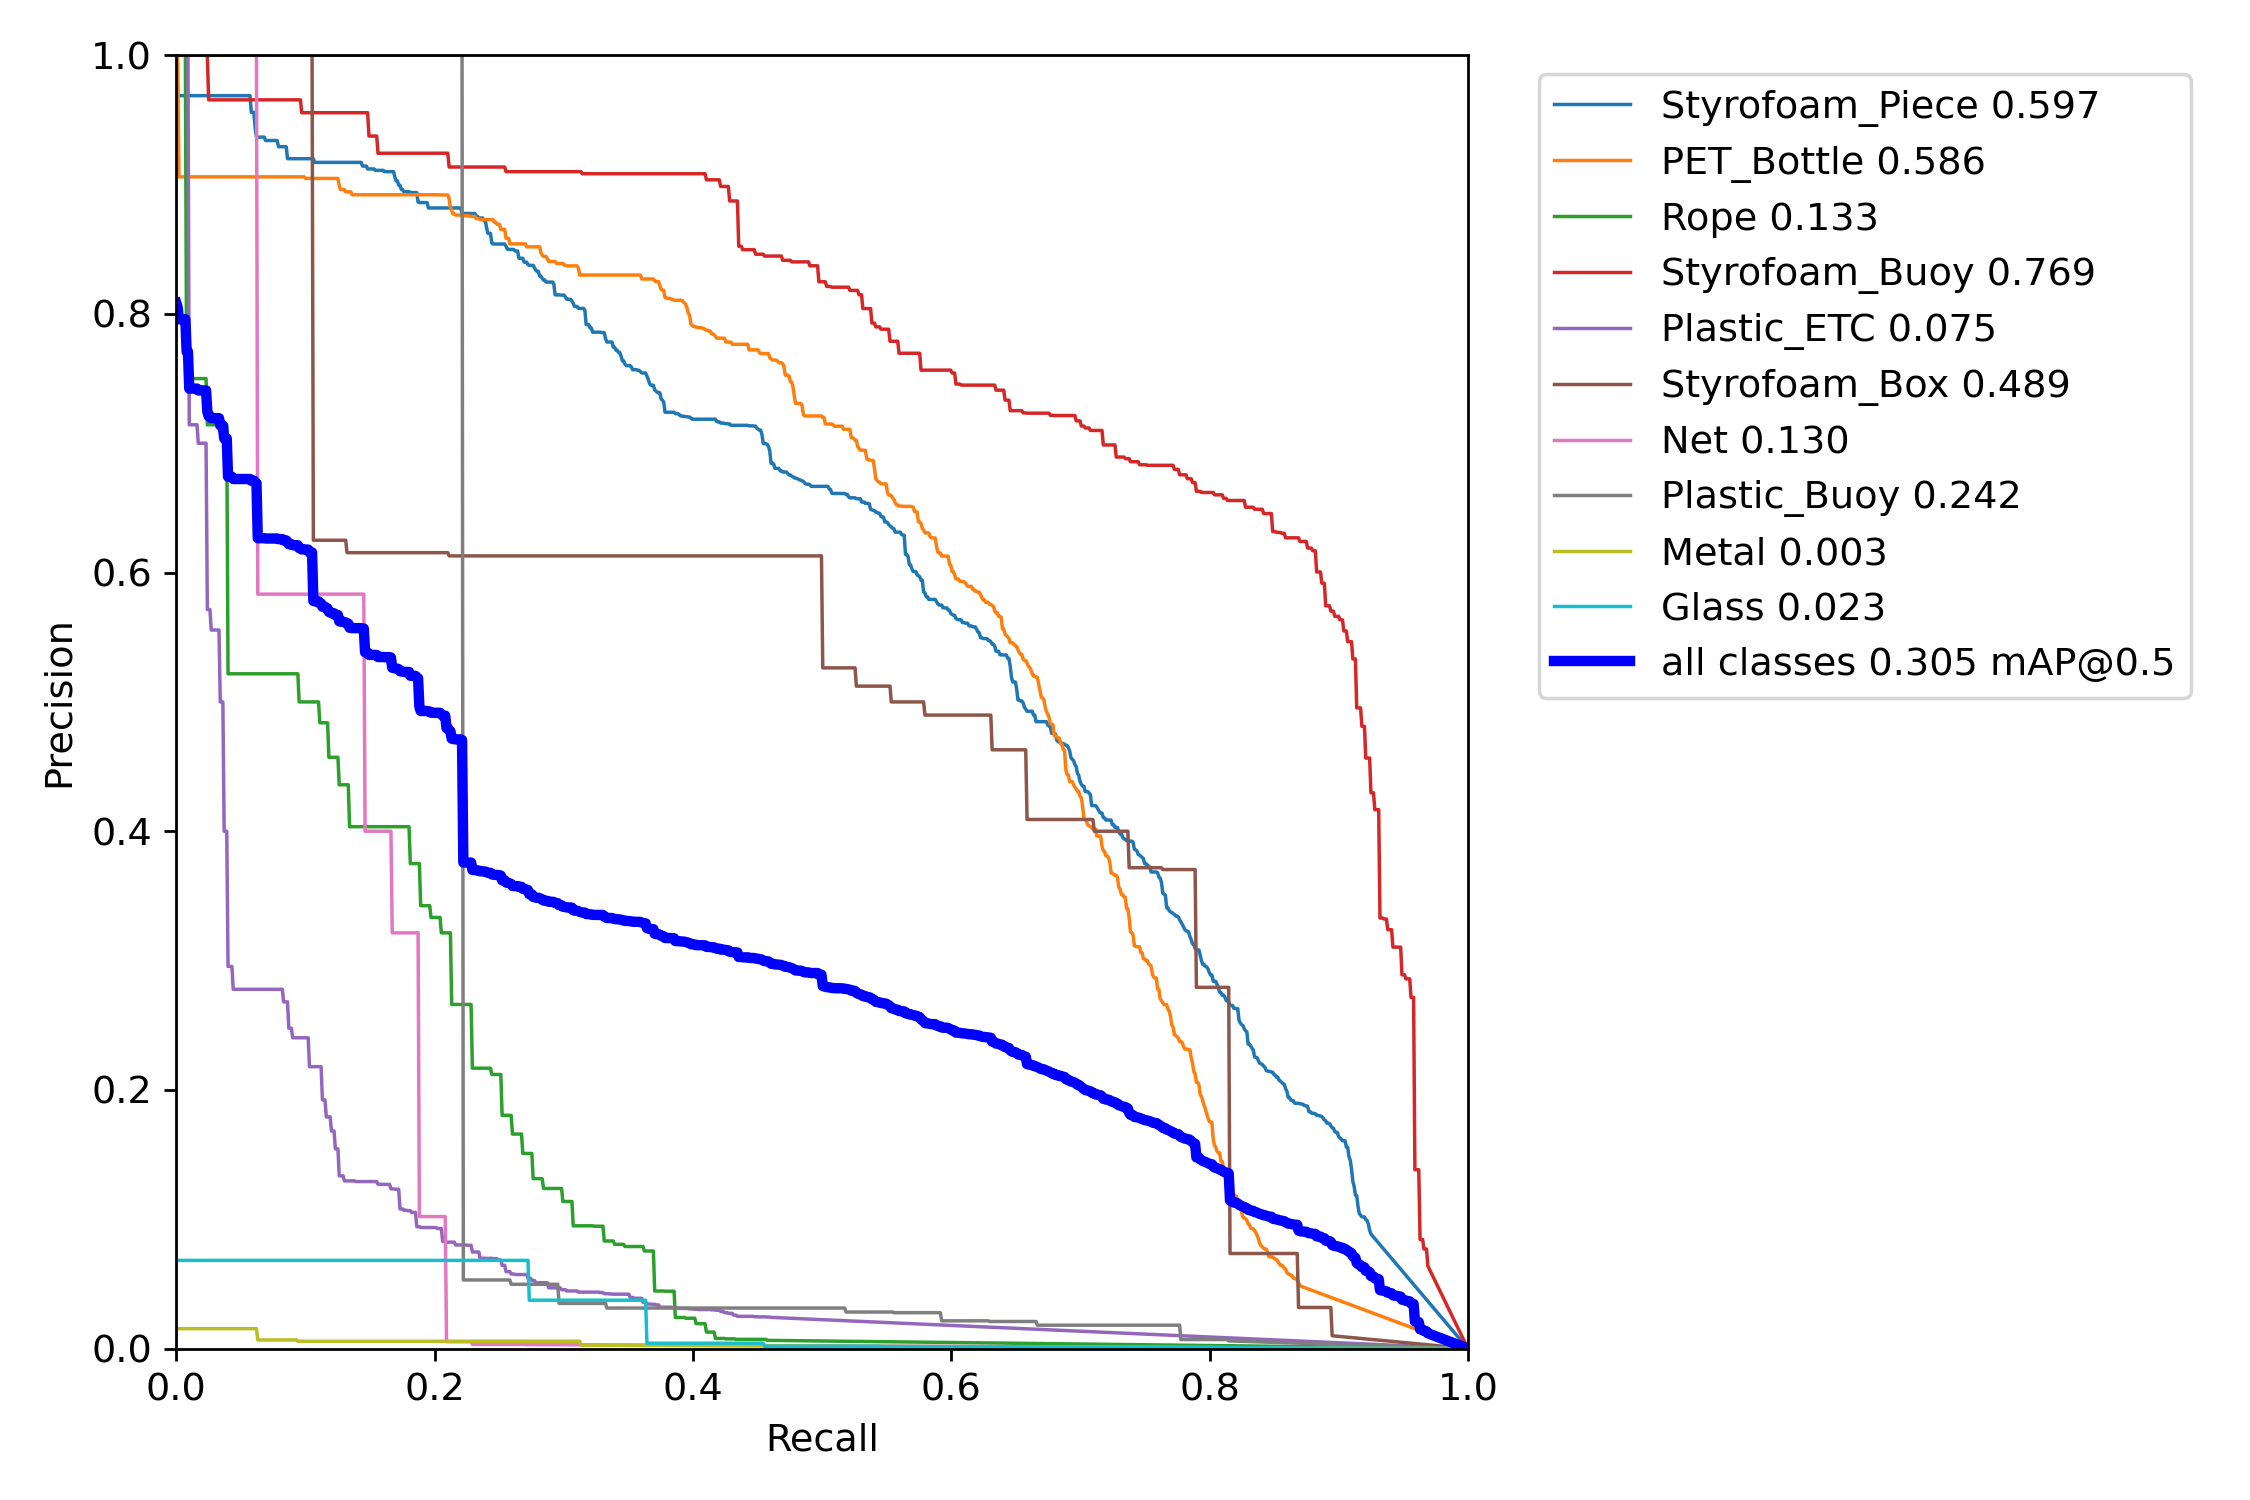 1.0
0.8
0.6
0.4
0.2
0.0
Precision
0.0 0.2 0.4 0.6 0.8 1.0
Recall
Styrofoam_Piece 0.597
PET_Bottle 0.586
Rope 0.133
Styrofoam_Buoy 0.769
Plastic_ETC 0.075
Styrofoam_Box 0.489
Net 0.130
Plastic_Buoy 0.242
Metal 0.003
Glass 0.023
all classes 0.305 mAP@0.5